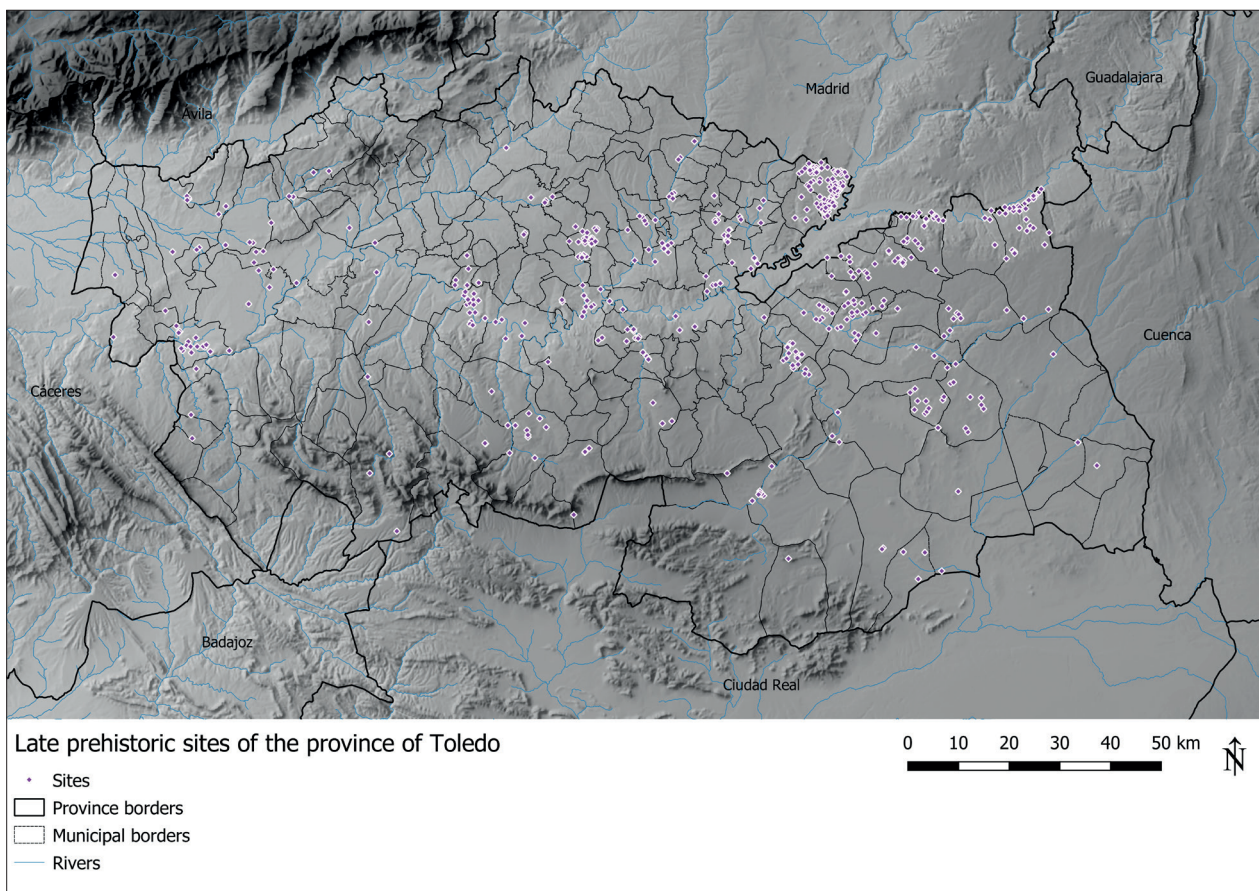 Guadalajara
Madrid
Avila
Cuenca
Cáceres
Badajoz
Ciudad Real
Late prehistoric sites of the province of Toledo
0 10 20 30 40 50 km
N
Sites
Province borders
Municipal borders
Rivers